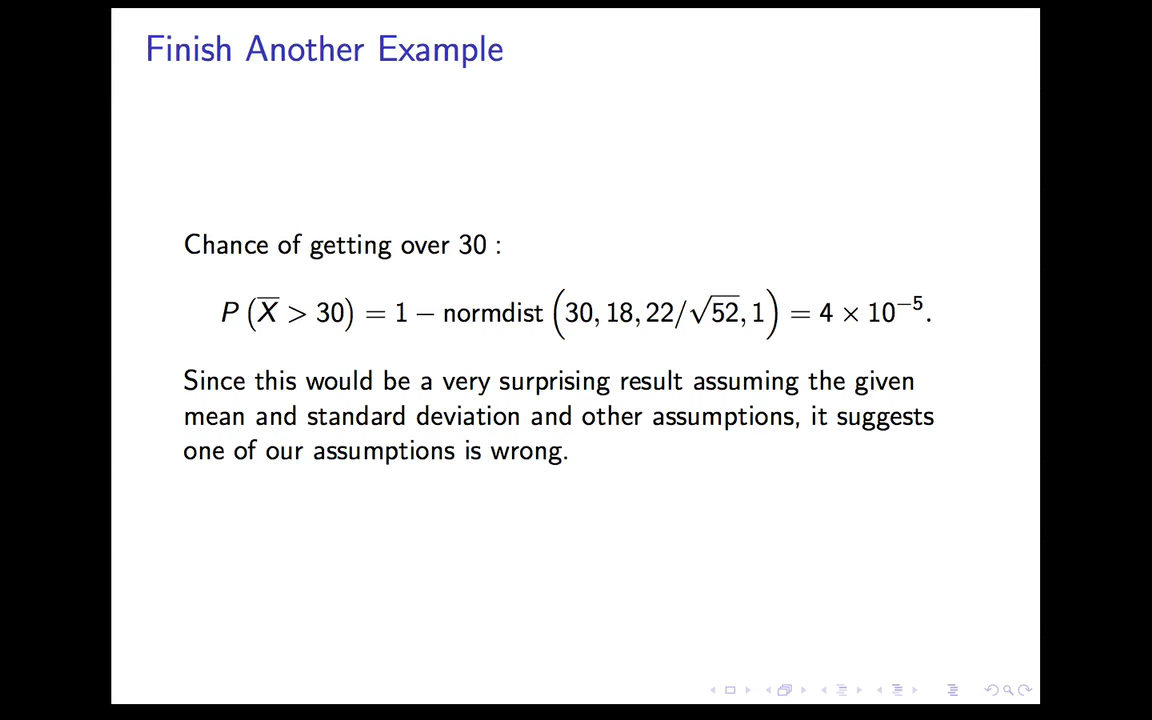 Finish Another Example
Chance of getting over 30 :
P (X̅ > 30) = 1 − normdist (30, 18, 22/√52, 1) = 4 × 10⁻⁵.
Since this would be a very surprising result assuming the given
mean and standard deviation and other assumptions, it suggests
one of our assumptions is wrong.